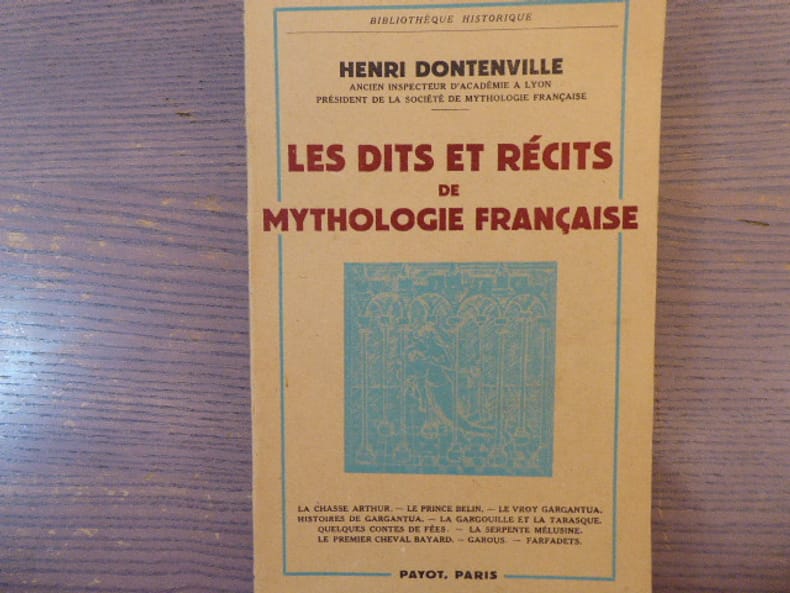 BIBLIOTHÈQUE HISTORIQUE
HENRI DONTENVILLE
ANCIEN INSPECTEUR D'ACADÉMIE A LYON
PRÉSIDENT DE LA SOCIÉTÉ DE MYTHOLOGIE FRANÇAISE
LES DITS ET RÉCITS
DE
MYTHOLOGIE FRANÇAISE
LA CHASSE ARTHUR. – LE PRINCE BELIN. – LE VROY GARGANTUA.
HISTOIRES DE GARGANTUA. – LA GARGOUILLE ET LA TARASQUE.
QUELQUES CONTES DE FÉES. – LA SERPENTE MÉLUSINE.
LE PREMIER CHEVAL BAYARD. – GAROUS. – FARFADETS.
PAYOT, PARIS